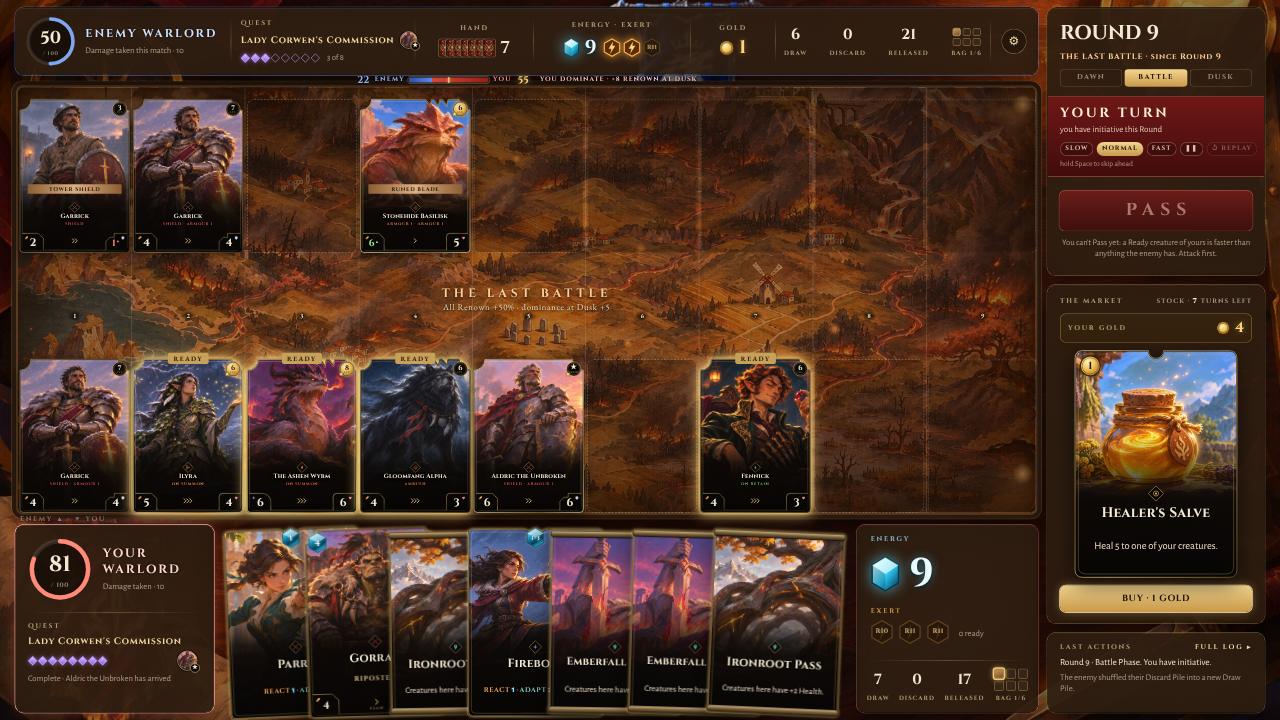 50
/ 100
ENEMY WARLORD
Damage taken this match · 10
QUEST
LADY CORWEN'S COMMISSION
3 of 8
HAND
7
ENERGY · EXERT
9
R11
GOLD
1
6
DRAW
0
DISCARD
21
RELEASED
BAG 1/6
22 ENEMY
YOU 55
YOU DOMINATE · +8 RENOWN AT DUSK
3
TOWER SHIELD
GARRICK
SHIELD
2
1
7
GARRICK
SHIELD · ARMOUR 1
4
4
6
RUNED BLADE
STONEHIDE BASILISK
ARMOUR 1 · ARMOUR 1
6
5
THE LAST BATTLE
All Renown +50% · dominance at Dusk +5
1
2
3
4
5
6
7
8
9
7
GARRICK
SHIELD · ARMOUR 1
4
4
READY
6
ILYRA
ON SUMMON
5
4
READY
8
THE ASHEN WYRM
ON SUMMON
6
6
READY
6
GLOOMFANG ALPHA
AMBUSH
4
3
ALDRIC THE UNBROKEN
SHIELD · ARMOUR 1
6
6
READY
6
FENNICK
ON RETAIN
4
3
ENEMY ▲ · ▼ YOU
81
/ 100
YOUR WARLORD
Damage taken · 10
QUEST
LADY CORWEN'S COMMISSION
Complete · Aldric the Unbroken has arrived
PARR
4
GORRA
RIPOSTE
4
IRONROO
Creatures here hav
FIREBO
EMBERFALL
Creatures here hav
EMBERFALL
Creatures here hav
IRONROOT PASS
Creatures here have +2 Health.
ENERGY
9
EXERT
R10
R11
R11
0 ready
7
DRAW
0
DISCARD
17
RELEASED
BAG 1/6
ROUND 9
THE LAST BATTLE · SINCE ROUND 9
DAWN
BATTLE
DUSK
YOUR TURN
you have initiative this Round
SLOW
NORMAL
FAST
REPLAY
hold Space to skip ahead
PASS
You can't Pass yet: a Ready creature of yours is faster than
anything the enemy has. Attack first.
THE MARKET
STOCK · 7 TURNS LEFT
YOUR GOLD
4
1
HEALER'S SALVE
Heal 5 to one of your creatures.
BUY · 1 GOLD
LAST ACTIONS
FULL LOG ▸
Round 9 · Battle Phase. You have initiative.
The enemy shuffled their Discard Pile into a new Draw
Pile.